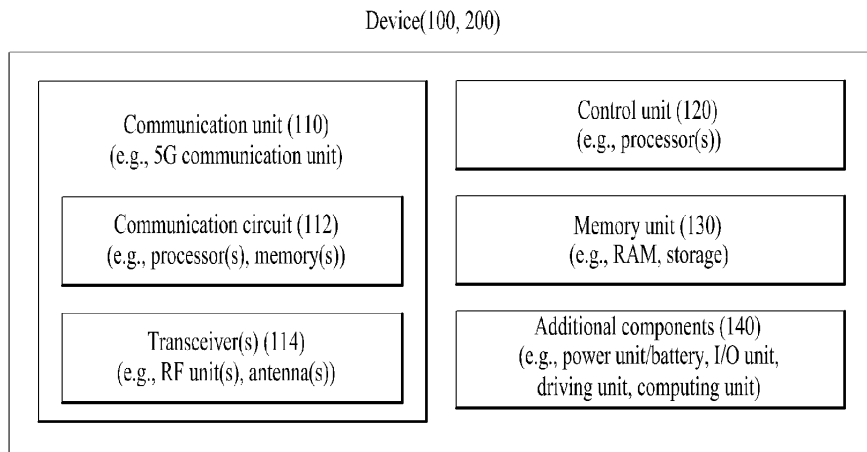 Device(100, 200)
Communication unit (110)
(e.g., 5G communication unit)
Communication circuit (112)
(e.g., processor(s), memory(s))
Transceiver(s) (114)
(e.g., RF unit(s), antenna(s))
Control unit (120)
(e.g., processor(s))
Memory unit (130)
(e.g., RAM, storage)
Additional components (140)
(e.g., power unit/battery, I/O unit,
driving unit, computing unit)